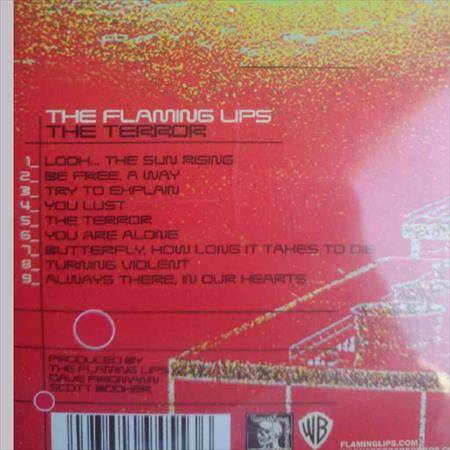 THE FLAMING LIPS
THE TERROR
1_ LOOK... THE SUN RISING
2_ BE FREE, A WAY
3_ TRY TO EXPLAIN
4_ YOU LUST
5_ THE TERROR
6_ YOU ARE ALONE
7_ BUTTERFLY, HOW LONG IT TAKES TO DIE
8_ TURNING VIOLENT
9_ ALWAYS THERE, IN OUR HEARTS
PRODUCED BY
THE FLAMING LIPS
DAVE FRIDMANN
SCOTT BOOKER
WB
FLAMINGLIPS.COM